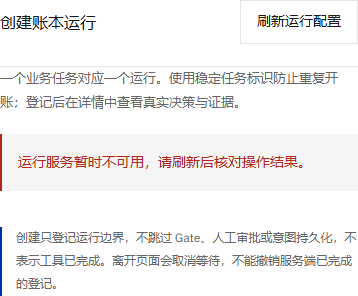 创建账本运行
刷新运行配置
一个业务任务对应一个运行。使用稳定任务标识防止重复开
账；登记后在详情中查看真实决策与证据。
运行服务暂时不可用，请刷新后核对操作结果。
创建只登记运行边界，不跳过 Gate、人工审批或意图持久化，不
表示工具已完成。离开页面会取消等待，不能撤销服务端已完成
的登记。